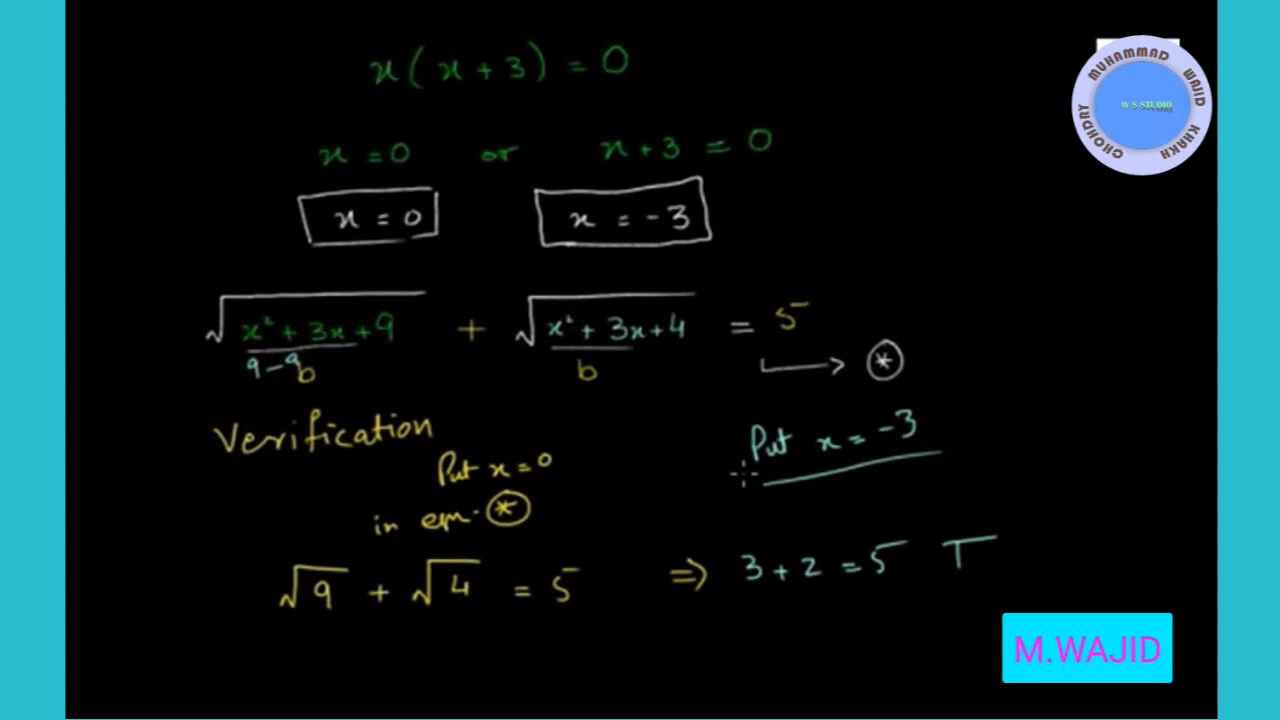 x(x+3) = 0
x = 0 or x+3 = 0
x = 0 x = -3
√(x² + 3x + 9) + √(x² + 3x + 4) = 5
9 - 9 b b → *
Verification
Put x = 0
in eqn. *
Put x = -3
√9 + √4 = 5 ⇒ 3 + 2 = 5 T
MUHAMMAD WAJID KHAKH CHOHDRY
W S STUDIO
M.WAJID